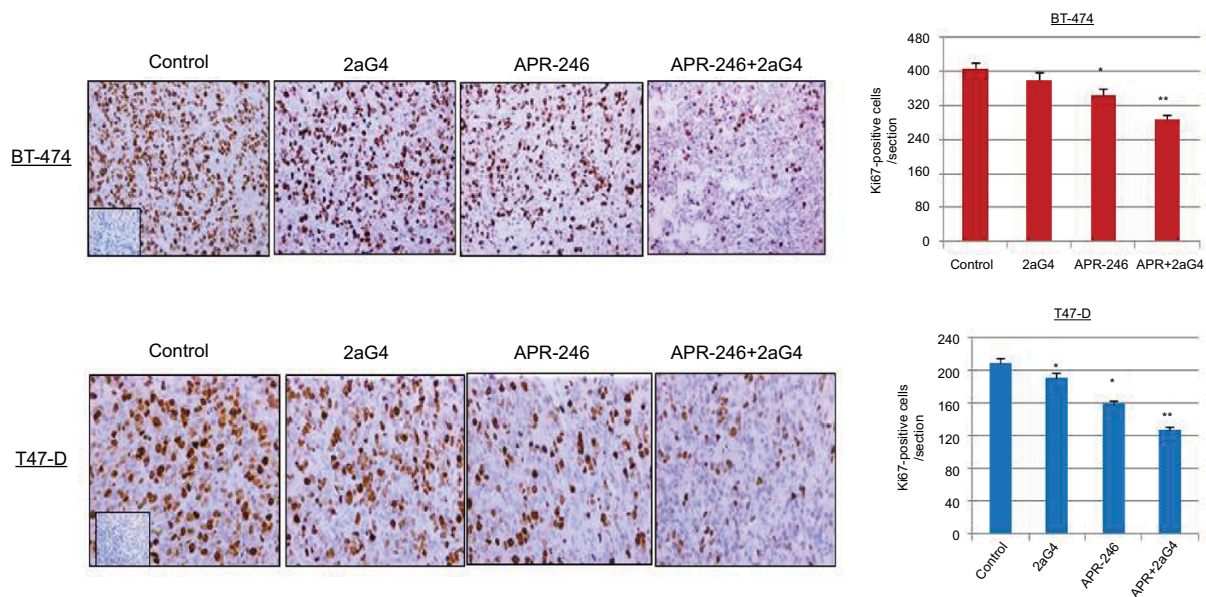 Control
2aG4
APR-246
APR-246+2aG4
BT-474
BT-474
Ki67-positive cells
/section
480
400
320
240
160
80
0
Control
2aG4
APR-246
APR+2aG4
*
**
Control
2aG4
APR-246
APR-246+2aG4
T47-D
T47-D
Ki67-positive cells
/section
240
200
160
120
80
40
0
Control
2aG4
APR-246
APR+2aG4
*
*
**